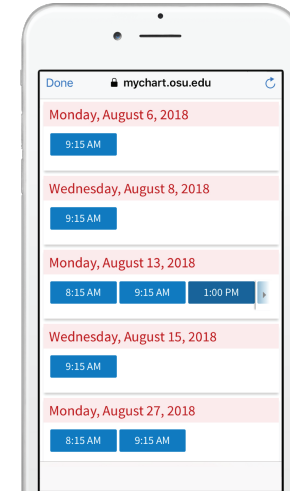 Done mychart.osu.edu
Monday, August 6, 2018
9:15 AM
Wednesday, August 8, 2018
9:15 AM
Monday, August 13, 2018
8:15 AM 9:15 AM 1:00 PM
Wednesday, August 15, 2018
9:15 AM
Monday, August 27, 2018
8:15 AM 9:15 AM